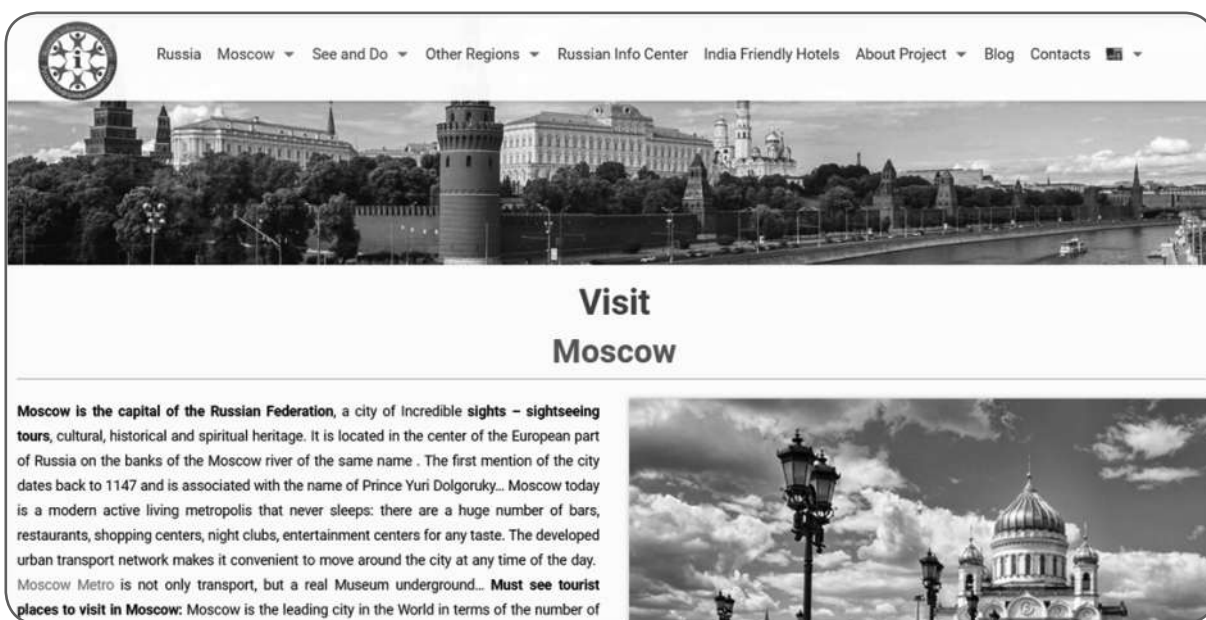 Russia Moscow See and Do Other Regions Russian Info Center India Friendly Hotels About Project Blog Contacts
Visit
Moscow
Moscow is the capital of the Russian Federation, a city of Incredible sights – sightseeing
tours, cultural, historical and spiritual heritage. It is located in the center of the European part
of Russia on the banks of the Moscow river of the same name . The first mention of the city
dates back to 1147 and is associated with the name of Prince Yuri Dolgoruky... Moscow today
is a modern active living metropolis that never sleeps: there are a huge number of bars,
restaurants, shopping centers, night clubs, entertainment centers for any taste. The developed
urban transport network makes it convenient to move around the city at any time of the day.
Moscow Metro is not only transport, but a real Museum underground... Must see tourist
places to visit in Moscow: Moscow is the leading city in the World in terms of the number of